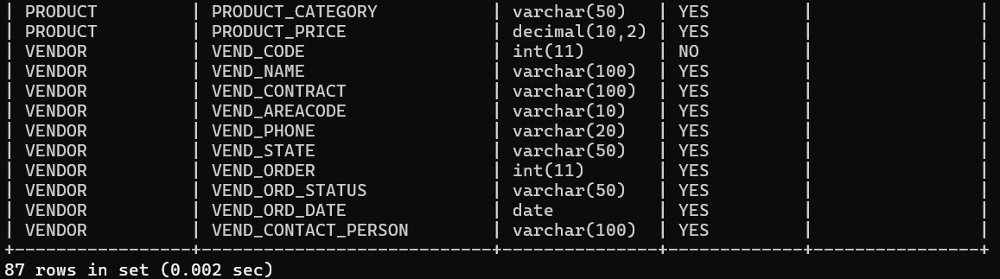 | PRODUCT         | PRODUCT_CATEGORY           | varchar(50)   | YES         |                |
| PRODUCT         | PRODUCT_PRICE              | decimal(10,2) | YES         |                |
| VENDOR          | VEND_CODE                  | int(11)       | NO          |                |
| VENDOR          | VEND_NAME                  | varchar(100)  | YES         |                |
| VENDOR          | VEND_CONTRACT              | varchar(100)  | YES         |                |
| VENDOR          | VEND_AREACODE              | varchar(10)   | YES         |                |
| VENDOR          | VEND_PHONE                 | varchar(20)   | YES         |                |
| VENDOR          | VEND_STATE                 | varchar(50)   | YES         |                |
| VENDOR          | VEND_ORDER                 | int(11)       | YES         |                |
| VENDOR          | VEND_ORD_STATUS            | varchar(50)   | YES         |                |
| VENDOR          | VEND_ORD_DATE              | date          | YES         |                |
| VENDOR          | VEND_CONTACT_PERSON        | varchar(100)  | YES         |                |
+-----------------+----------------------------+---------------+-------------+----------------+
87 rows in set (0.002 sec)